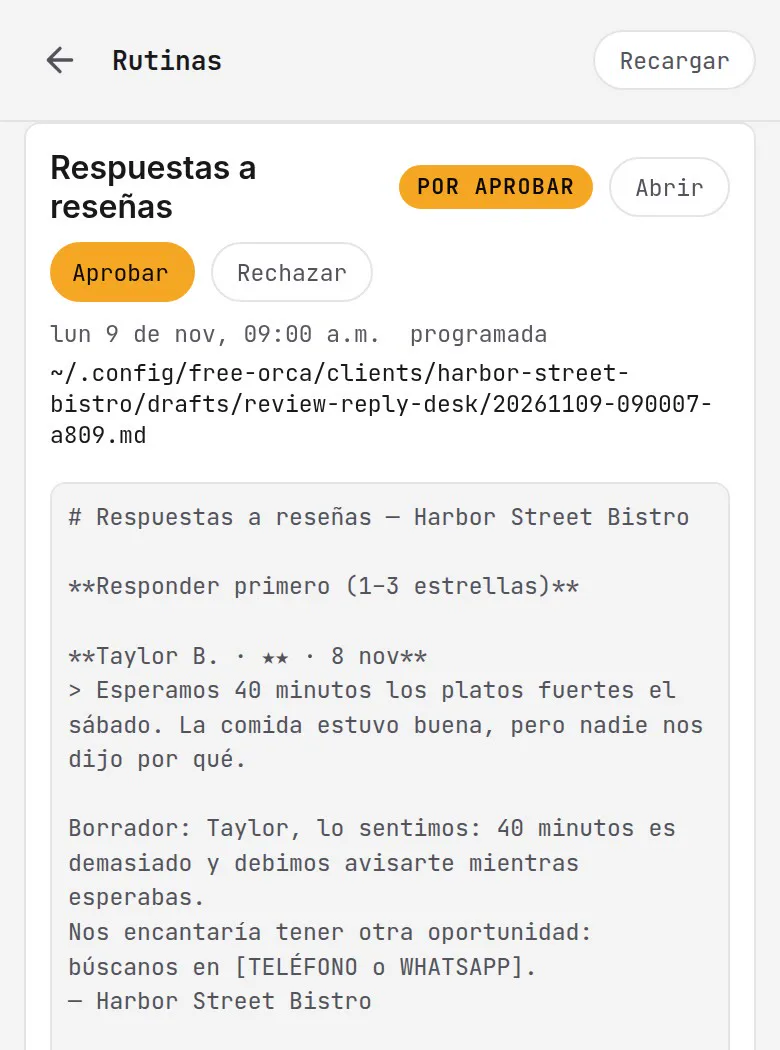 Rutinas
Recargar
Respuestas a
reseñas
POR APROBAR
Abrir
Aprobar
Rechazar
lun 9 de nov, 09:00 a.m. programada
~/.config/free-orca/clients/harbor-street-
bistro/drafts/review-reply-desk/20261109-090007-
a809.md
# Respuestas a reseñas — Harbor Street Bistro
**Responder primero (1–3 estrellas)**
**Taylor B. · ★★ · 8 nov**
> Esperamos 40 minutos los platos fuertes el
sábado. La comida estuvo buena, pero nadie nos
dijo por qué.
Borrador: Taylor, lo sentimos: 40 minutos es
demasiado y debimos avisarte mientras
esperabas.
Nos encantaría tener otra oportunidad:
búscanos en [TELÉFONO o WHATSAPP].
— Harbor Street Bistro